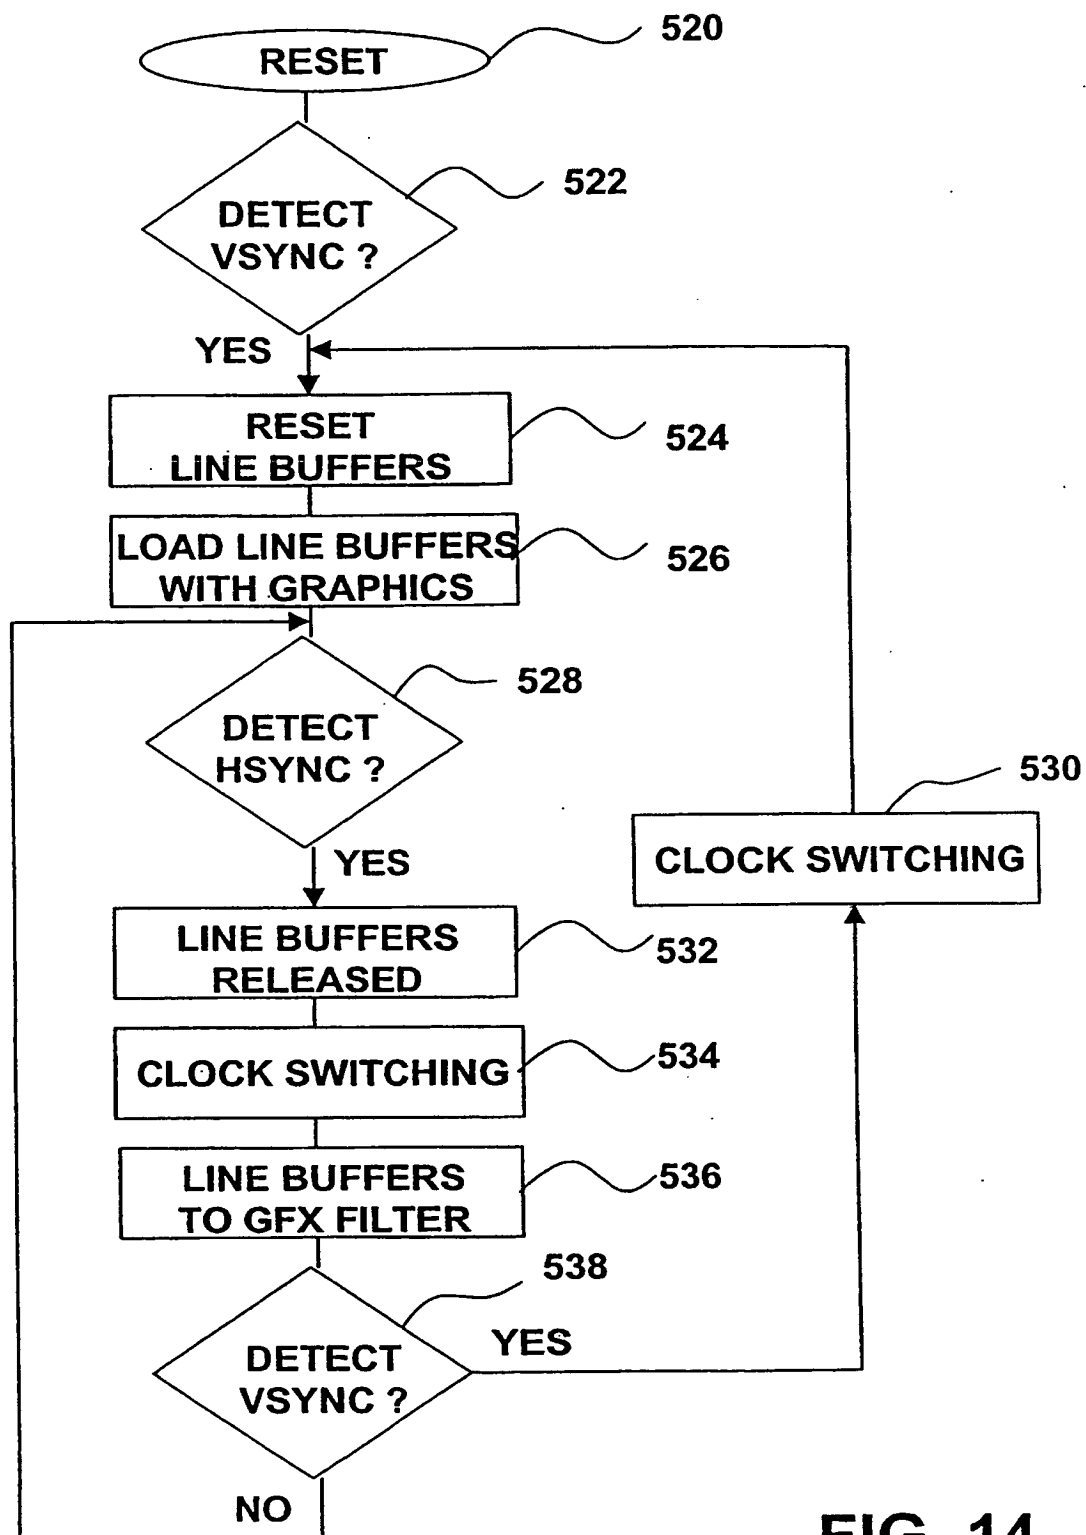 RESET
520
DETECT
VSYNC ?
522
YES
RESET
LINE BUFFERS
524
LOAD LINE BUFFERS
WITH GRAPHICS
526
DETECT
HSYNC ?
528
YES
530
CLOCK SWITCHING
LINE BUFFERS
RELEASED
532
CLOCK SWITCHING
534
LINE BUFFERS
TO GFX FILTER
536
DETECT
VSYNC ?
538
YES
NO
FIG. 14